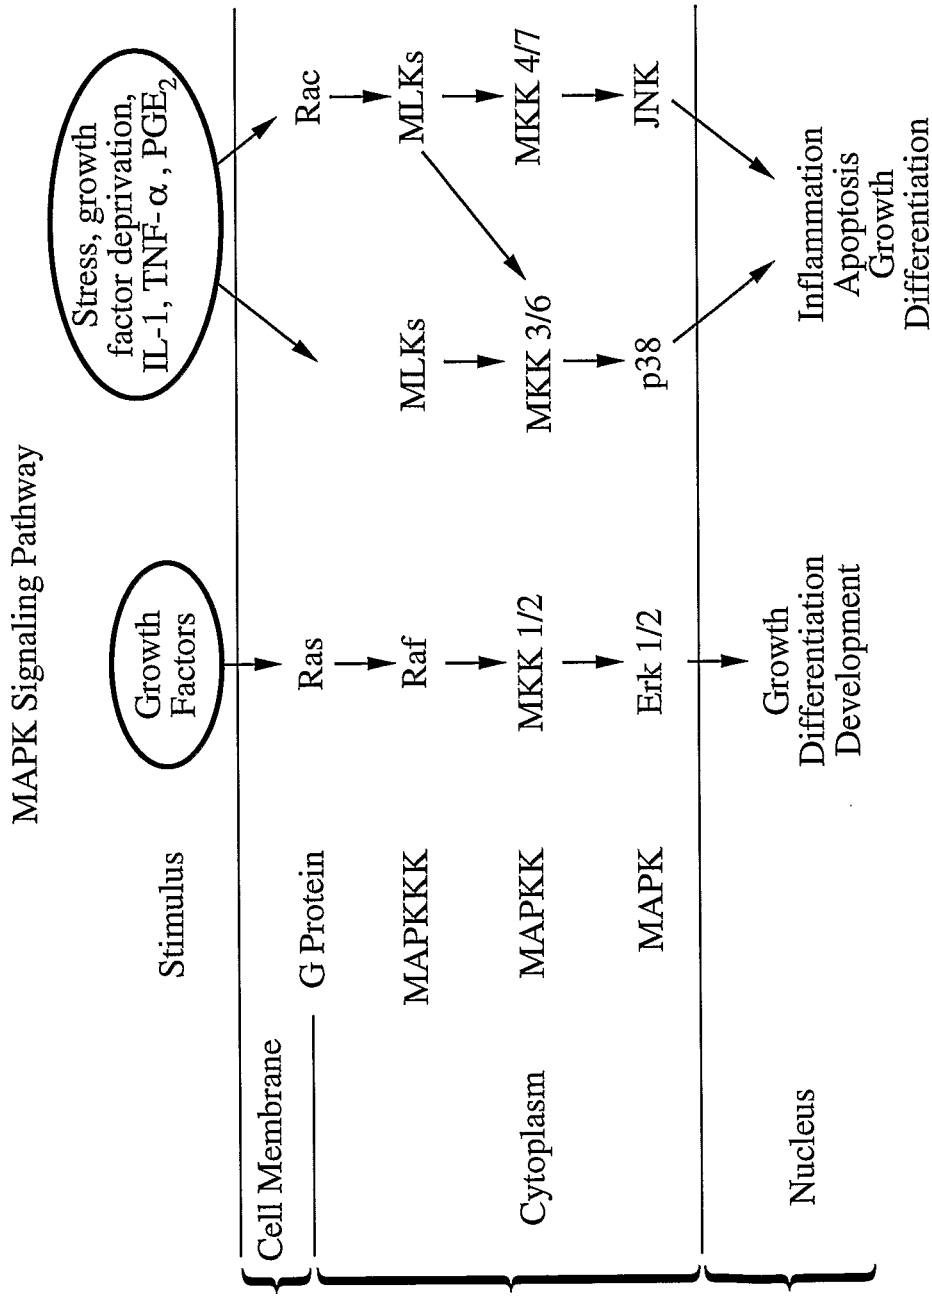 MAPK Signaling Pathway
Stimulus
Growth
Factors
Stress, growth
factor deprivation,
IL-1, TNF-α, PGE₂
Cell Membrane
G Protein
Ras
Rac
MAPKKK
Raf
MLKs
MLKs
Cytoplasm
MAPKK
MKK 1/2
MKK 3/6
MKK 4/7
MAPK
Erk 1/2
p38
JNK
Nucleus
Growth
Differentiation
Development
Inflammation
Apoptosis
Growth
Differentiation